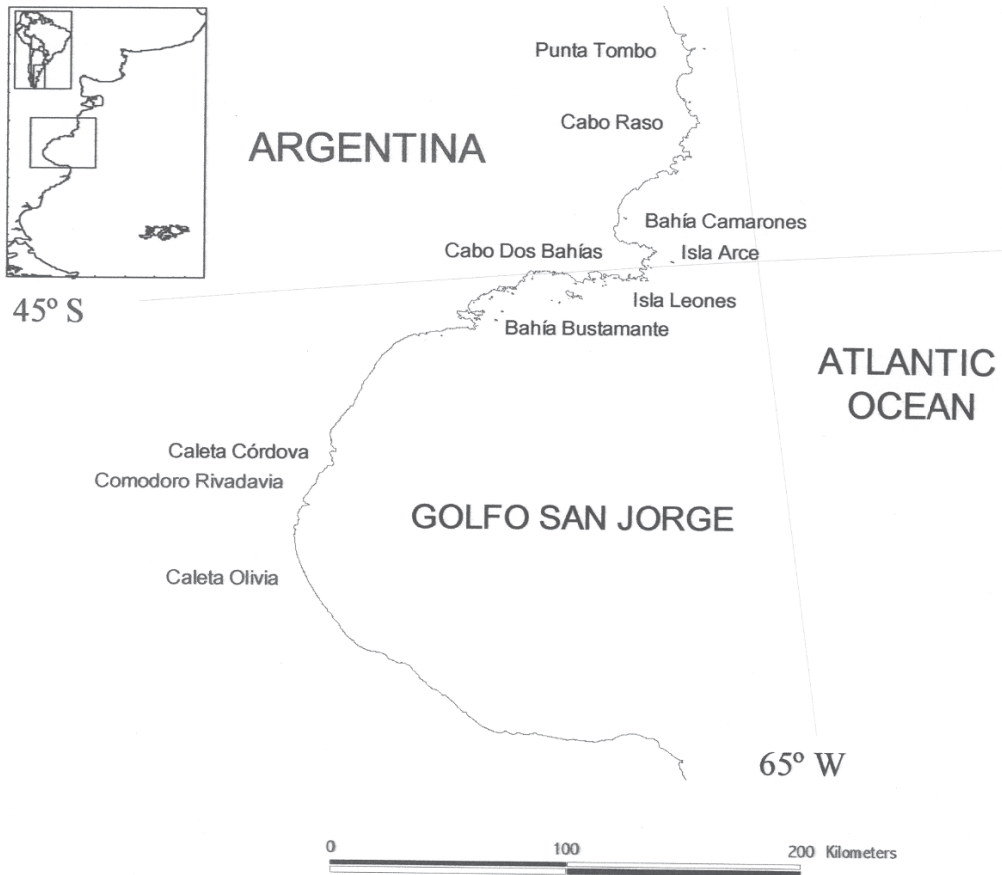 Punta Tombo
Cabo Raso
ARGENTINA
Bahía Camarones
Cabo Dos Bahías
Isla Arce
45º S
Isla Leones
Bahía Bustamante
ATLANTIC
OCEAN
Caleta Córdova
Comodoro Rivadavia
GOLFO SAN JORGE
Caleta Olivia
65º W
0 100 200 Kilometers